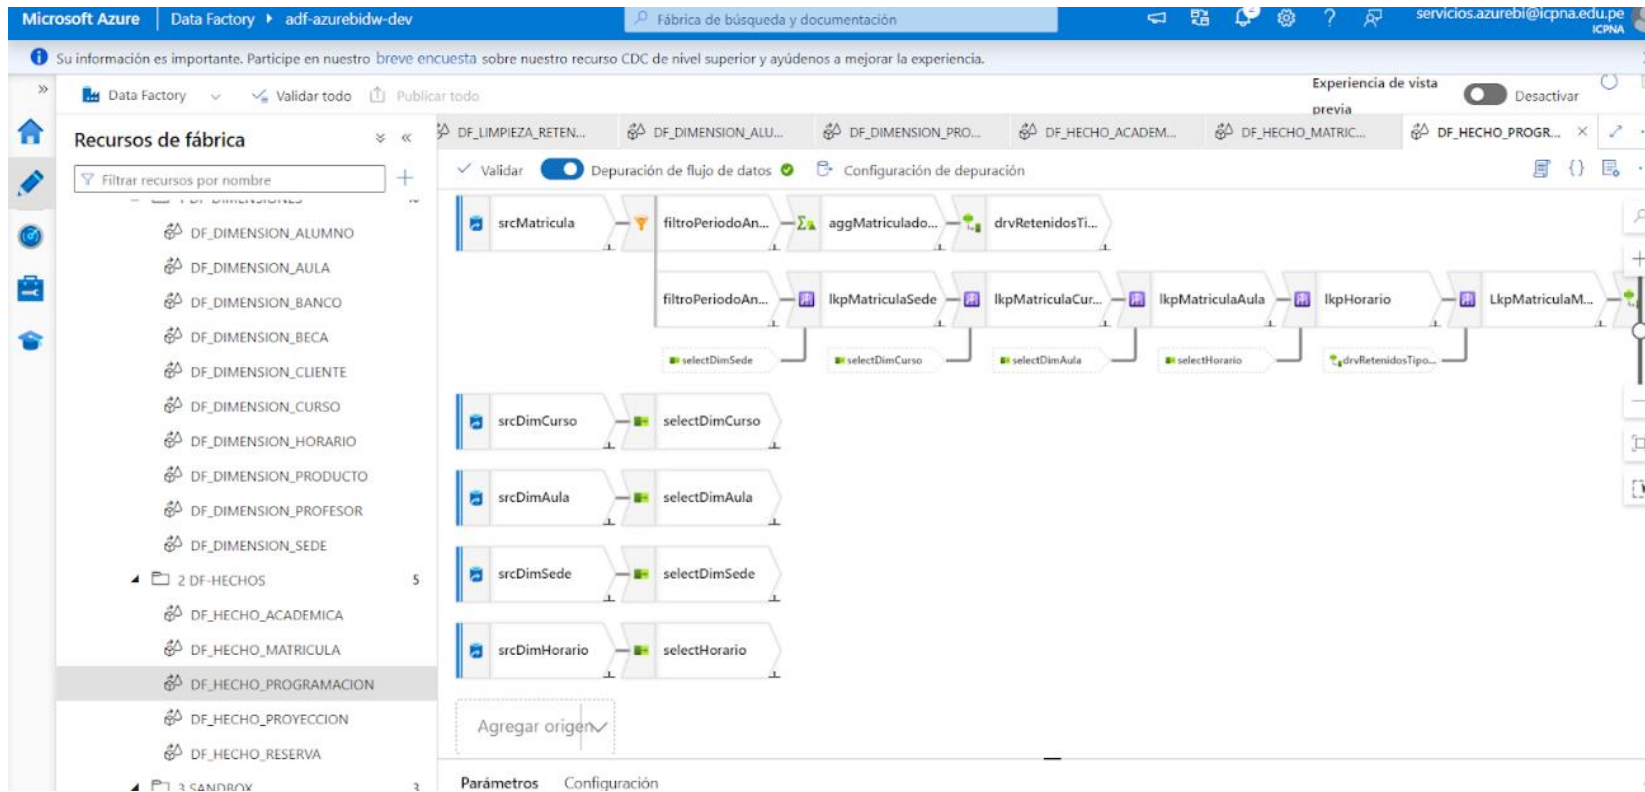 Microsoft Azure Data Factory adf-azurebidw-dev Fábrica de búsqueda y documentación ? servicios.azurebi@icpna.edu.pe
ICPNA
Su información es importante. Participe en nuestro breve encuesta sobre nuestro recurso CDC de nivel superior y ayúdenos a mejorar la experiencia.
» Data Factory Validar todo Publicar todo Experiencia de vista previa Desactivar
Recursos de fábrica
Filtrar recursos por nombre
DF_DIMENSION_ALUMNO
DF_DIMENSION_AULA
DF_DIMENSION_BANCO
DF_DIMENSION_BECA
DF_DIMENSION_CLIENTE
DF_DIMENSION_CURSO
DF_DIMENSION_HORARIO
DF_DIMENSION_PRODUCTO
DF_DIMENSION_PROFESOR
DF_DIMENSION_SEDE
2 DF-HECHOS 5
DF_HECHO_ACADEMICA
DF_HECHO_MATRICULA
DF_HECHO_PROGRAMACION
DF_HECHO_PROYECCION
DF_HECHO_RESERVA
3 SANDBOX 3
DF_LIMPIEZA_RETEN... DF_DIMENSION_ALU... DF_DIMENSION_PRO... DF_HECHO_ACADEM... DF_HECHO_MATRIC... DF_HECHO_PROGR...
Validar Depuración de flujo de datos Configuración de depuración {}
srcMatricula filtroPeriodoAn... aggMatriculado... drvRetenidosTi...
filtroPeriodoAn... lkpMatriculaSede lkpMatriculaCur... lkpMatriculaAula lkpHorario LkpMatriculaM...
selectDimSede selectDimCurso selectDimAula selectHorario drvRetenidosTipo...
srcDimCurso selectDimCurso
srcDimAula selectDimAula
srcDimSede selectDimSede
srcDimHorario selectHorario
Agregar origen
Parámetros Configuración